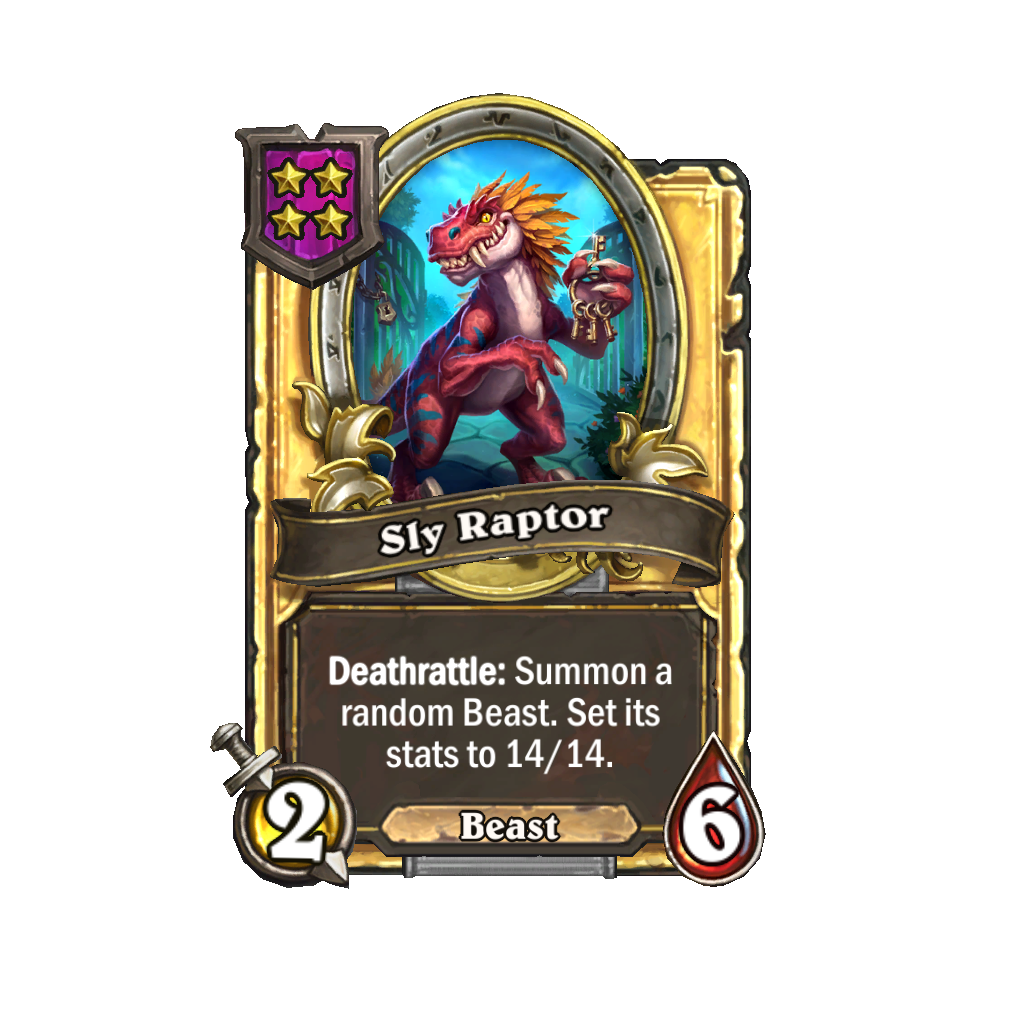 Sly Raptor
Deathrattle: Summon a
random Beast. Set its
stats to 14/14.
2
Beast
6